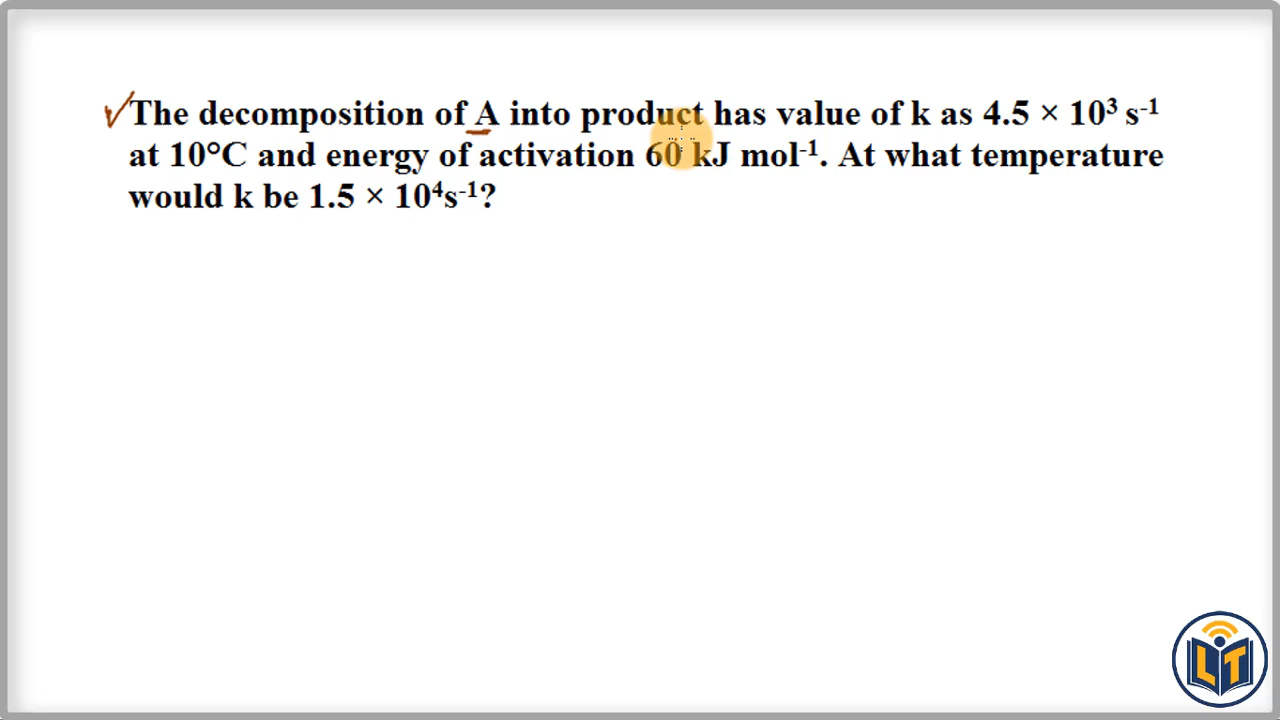 The decomposition of A into product has value of k as 4.5 × 10³ s⁻¹
at 10°C and energy of activation 60 kJ mol⁻¹. At what temperature
would k be 1.5 × 10⁴s⁻¹?
LT